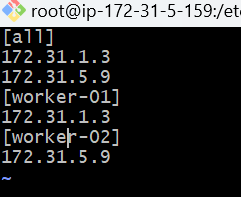 root@ip-172-31-5-159:/et
[all]
172.31.1.3
172.31.5.9
[worker-01]
172.31.1.3
[worker-02]
172.31.5.9
~